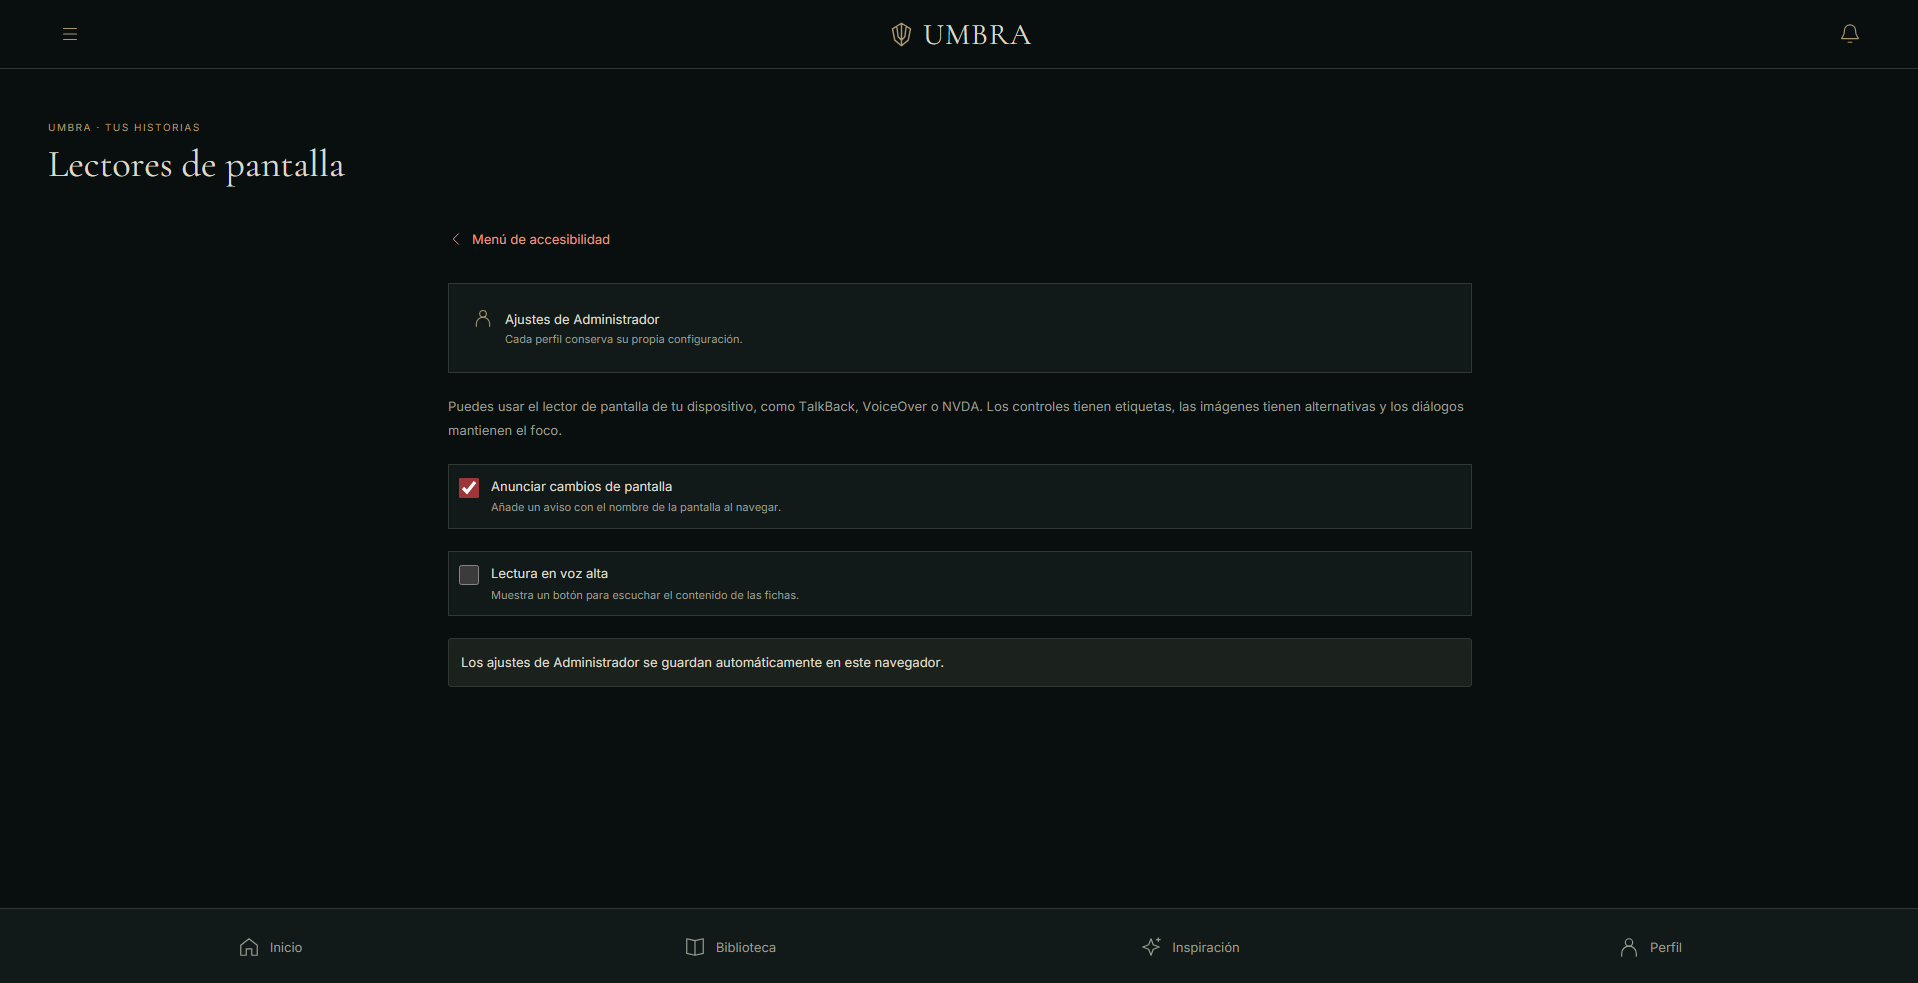 UMBRA
UMBRA · TUS HISTORIAS
Lectores de pantalla
Menú de accesibilidad
Ajustes de Administrador
Cada perfil conserva su propia configuración.
Puedes usar el lector de pantalla de tu dispositivo, como TalkBack, VoiceOver o NVDA. Los controles tienen etiquetas, las imágenes tienen alternativas y los diálogos
mantienen el foco.
Anunciar cambios de pantalla
Añade un aviso con el nombre de la pantalla al navegar.
Lectura en voz alta
Muestra un botón para escuchar el contenido de las fichas.
Los ajustes de Administrador se guardan automáticamente en este navegador.
Inicio
Biblioteca
Inspiración
Perfil